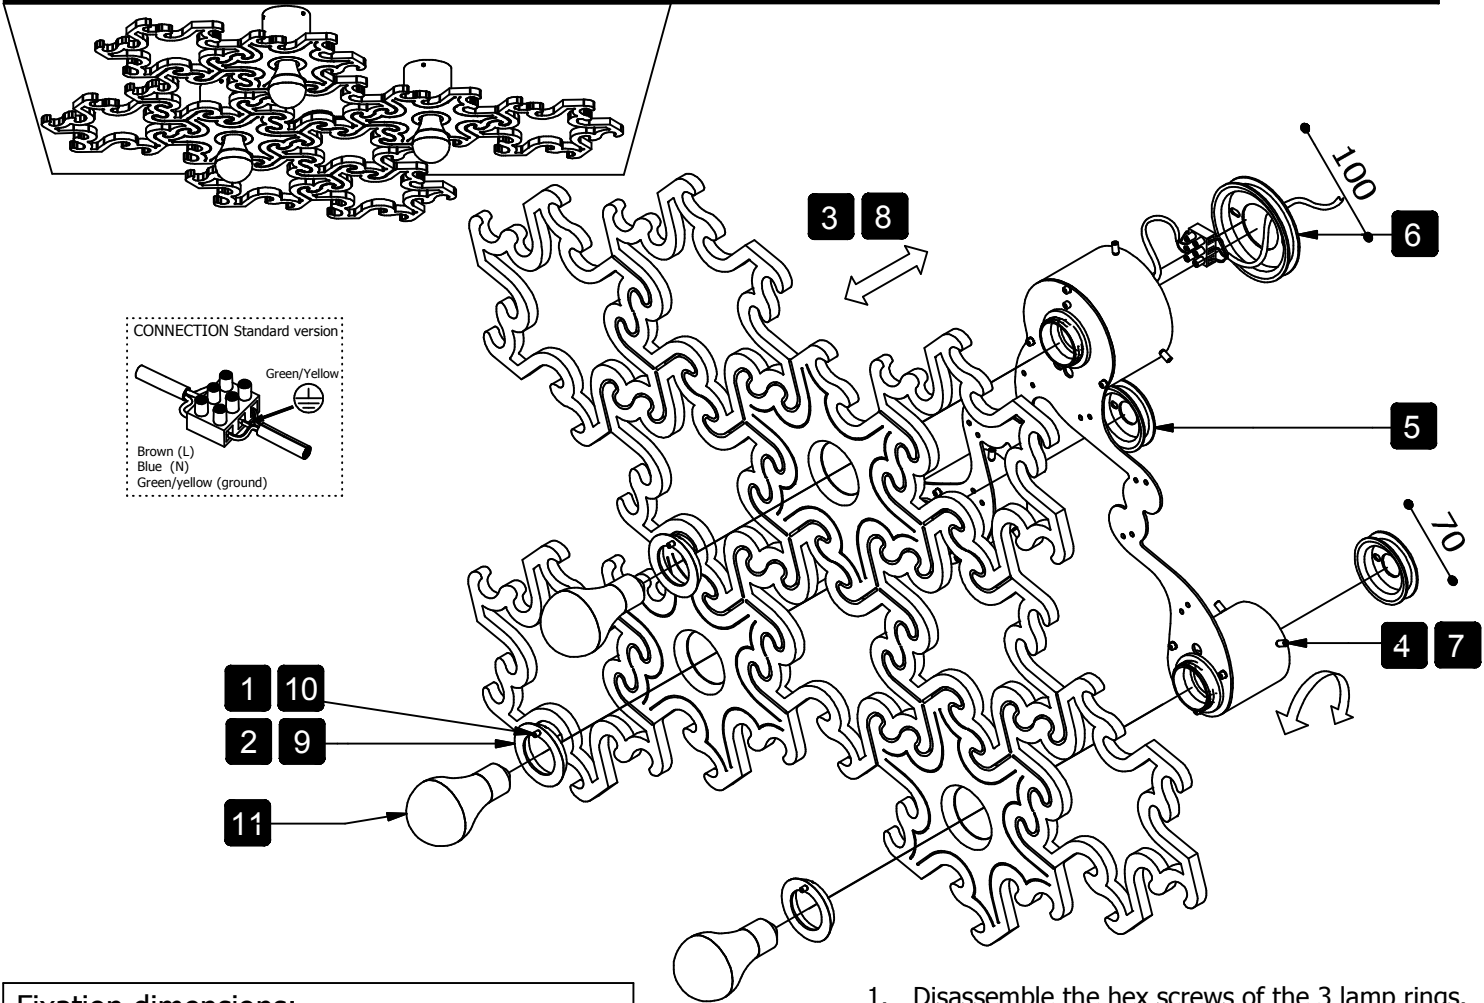 3 8
100
6
CONNECTION Standard version
Green/Yellow
Brown (L)
Blue (N)
Green/yellow (ground)
5
70
4 7
1 10
2 9
11
Fixation dimensions:
1. Disassemble the hex screws of the 3 lamp rings.